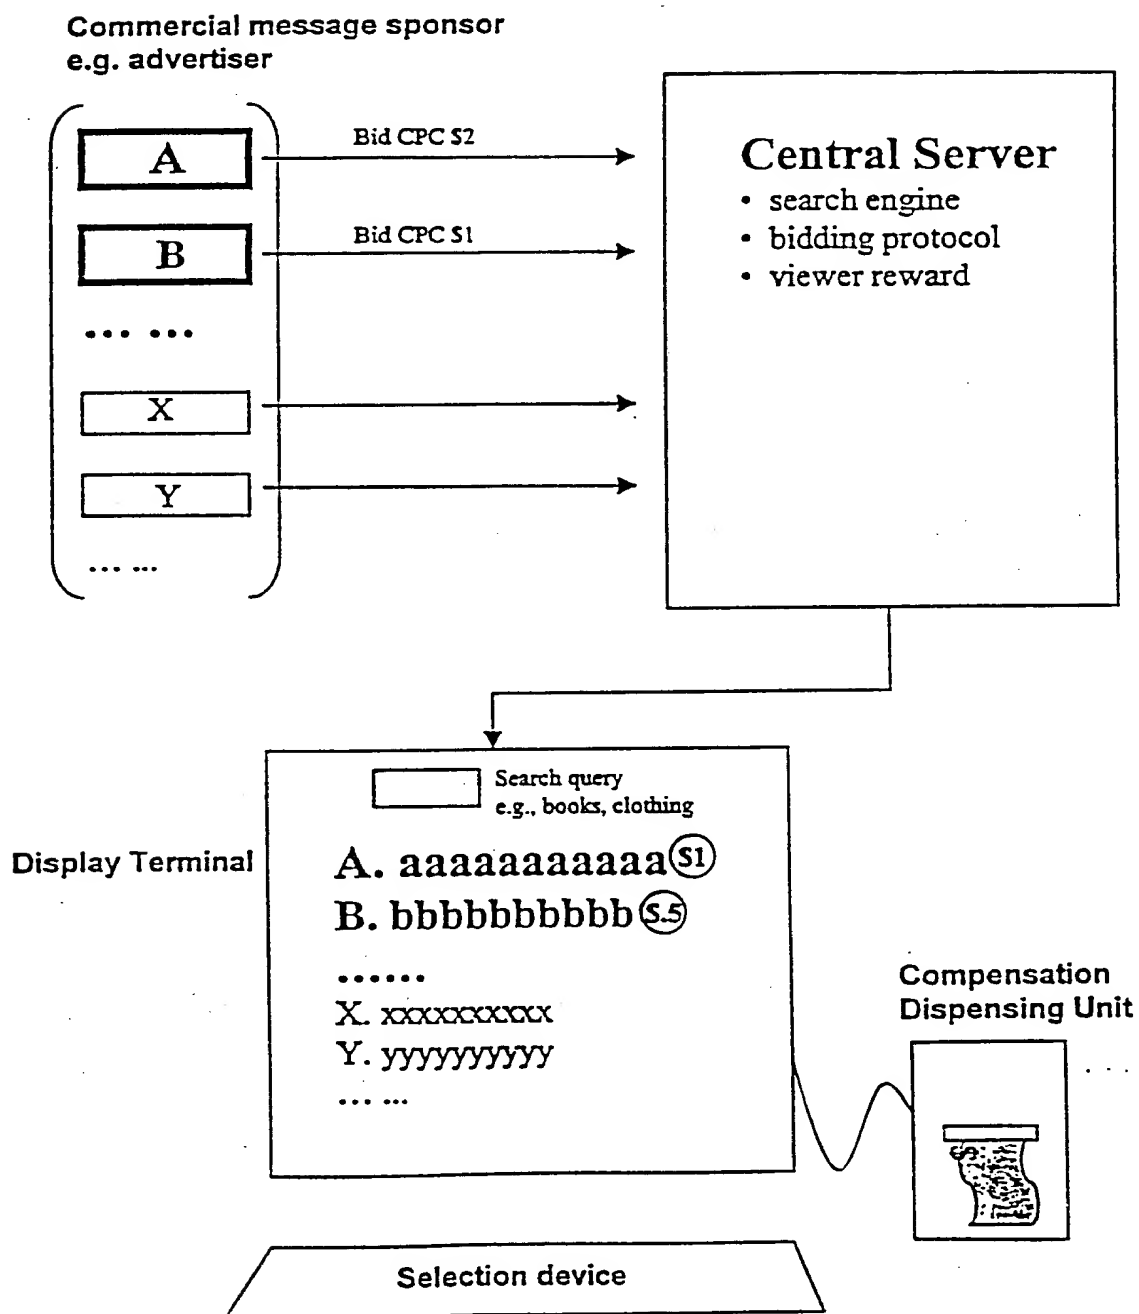 Commercial message sponsor
e.g. advertiser
A
Bid CPC $2
B
Bid CPC $1
... ...
X
Y
... ...
Central Server
• search engine
• bidding protocol
• viewer reward
Search query
e.g., books, clothing
Display Terminal
A. aaaaaaaaaaa $1
B. bbbbbbbbbb $.5
......
X. xxxxxxxxxx
Y. yyyyyyyyyy
... ...
Compensation
Dispensing Unit
$
Selection device